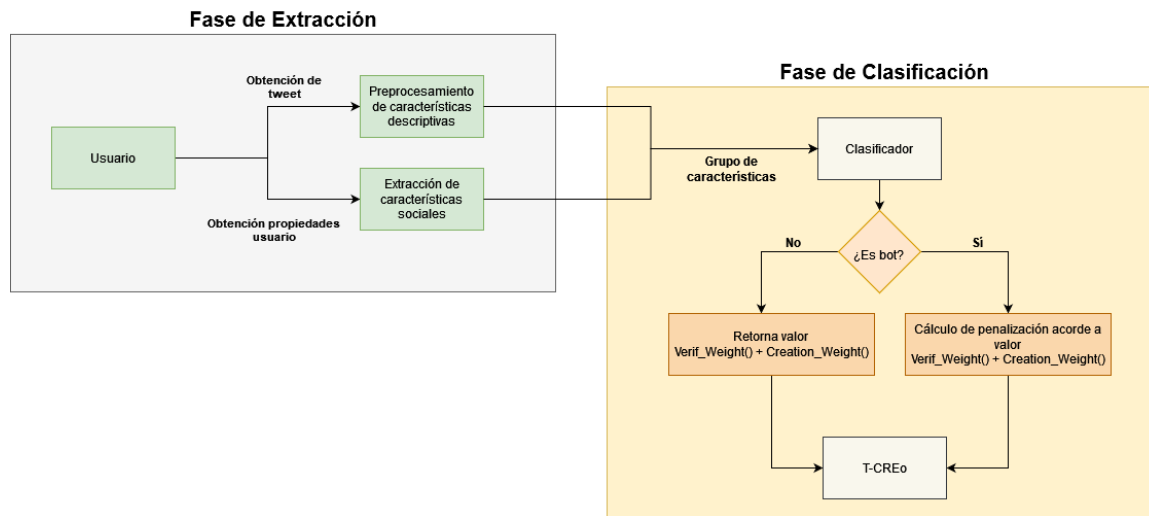 Fase de Extracción
Obtención de
tweet
Preprocesamiento
de características
descriptivas
Usuario
Extracción de
características
sociales
Obtención propiedades
usuario
Fase de Clasificación
Clasificador
Grupo de
características
¿Es bot?
No
Sí
Retorna valor
Verif_Weight() + Creation_Weight()
Cálculo de penalización acorde a
valor
Verif_Weight() + Creation_Weight()
T-CREo